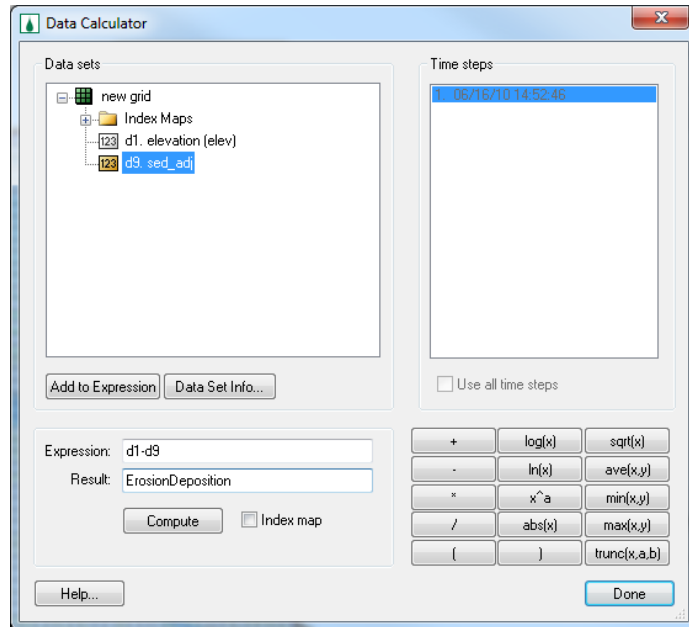 Data Calculator
Data sets
new grid
Index Maps
123 d1. elevation (elev)
123 d9. sed_adj
Add to Expression
Data Set Info...
Time steps
1. 06/16/10 14:52:46
Use all time steps
Expression: d1-d9
Result: ErosionDeposition
Compute
Index map
+ log(x) sqrt(x)
- ln(x) ave(x,y)
* x^a min(x,y)
/ abs(x) max(x,y)
( ) trunc(x,a,b)
Help...
Done